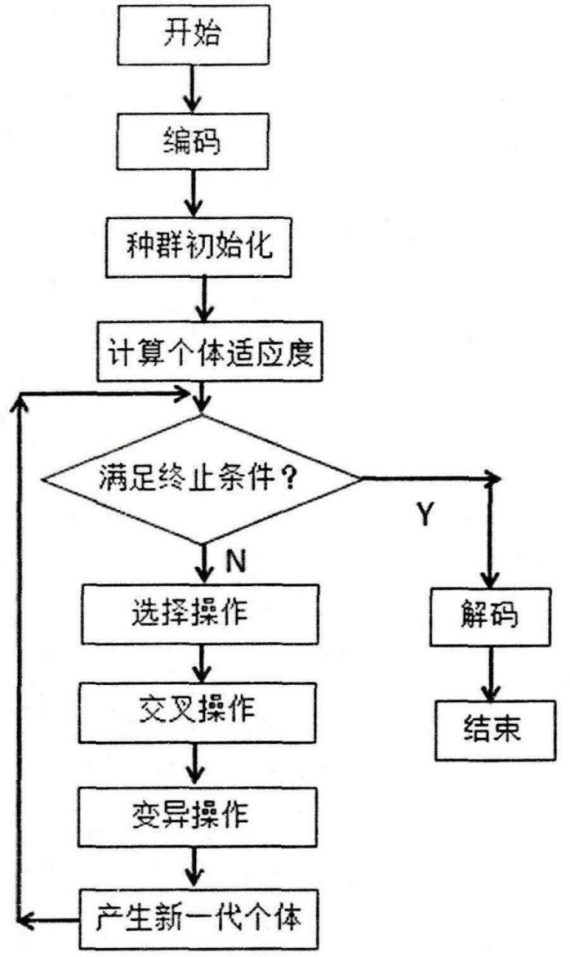 开始
编码
种群初始化
计算个体适应度
满足终止条件？
Y
N
选择操作
解码
交叉操作
结束
变异操作
产生新一代个体